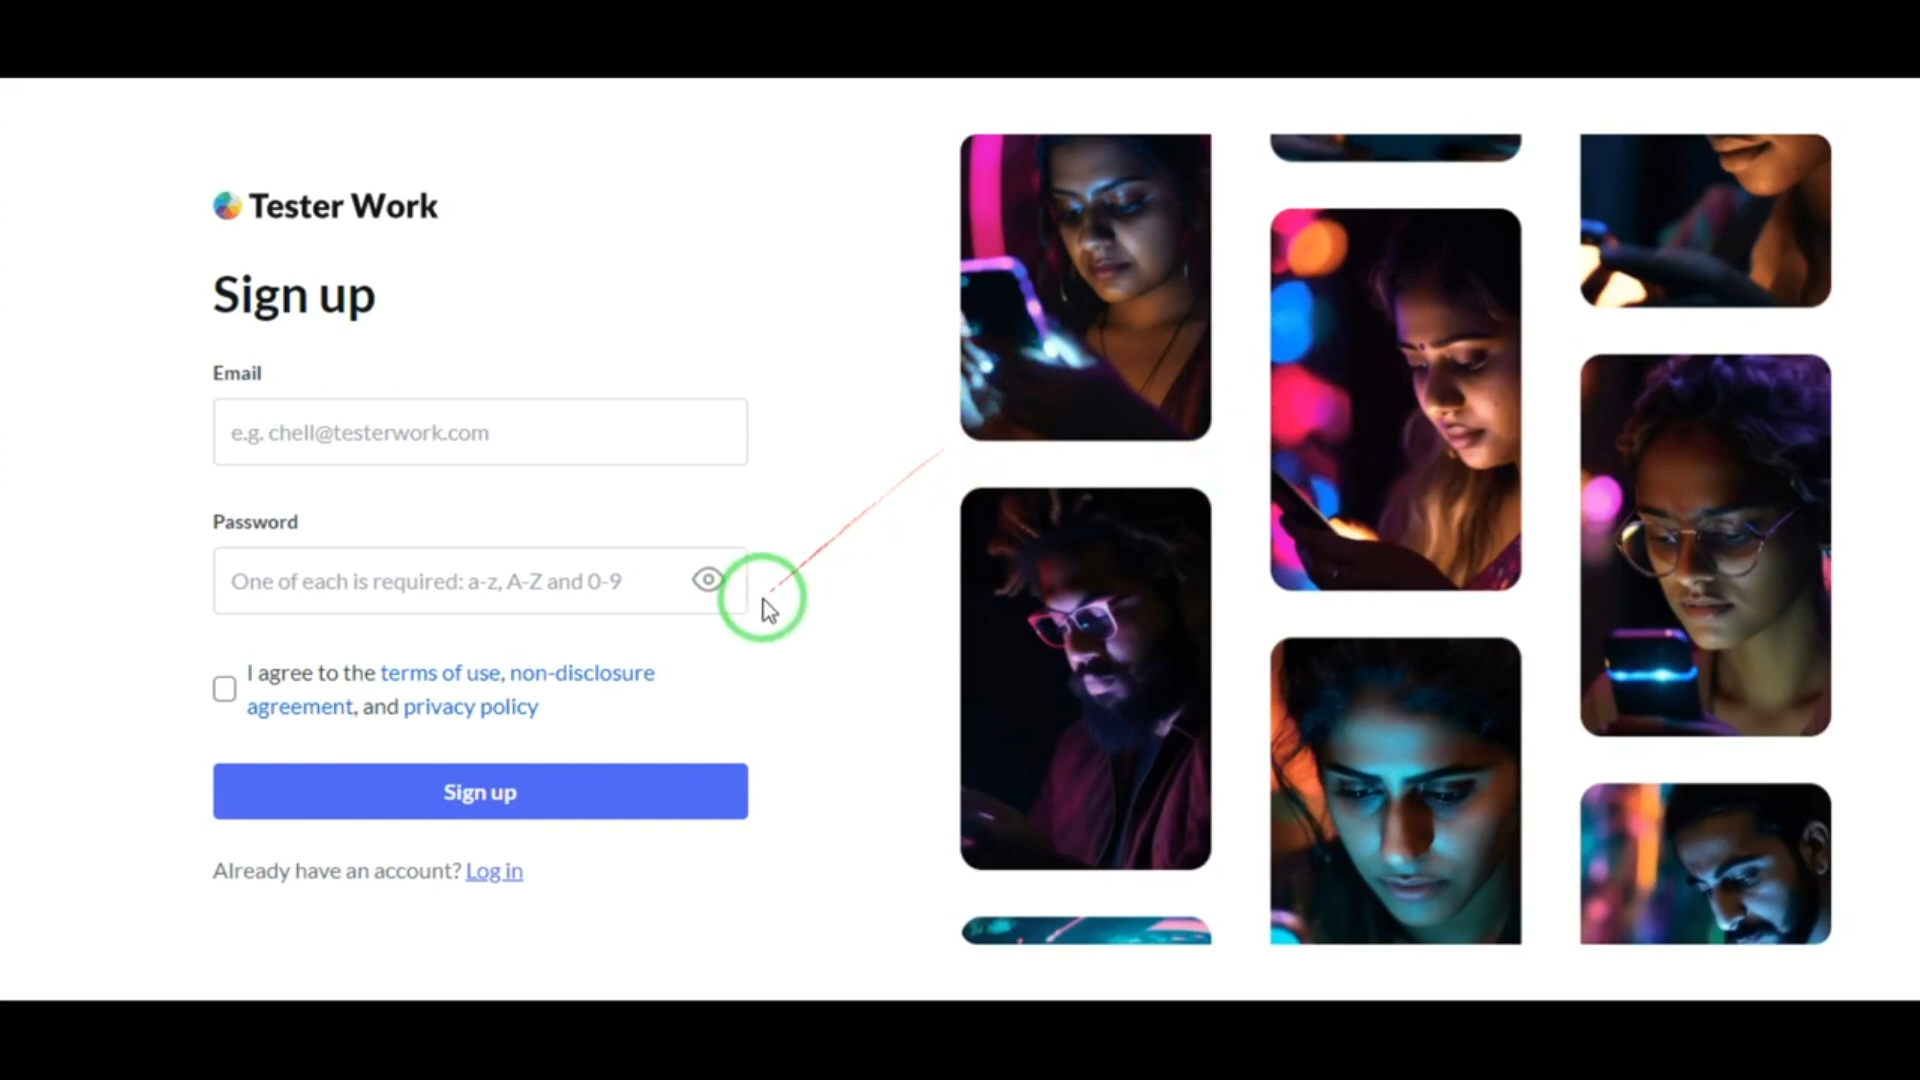 Tester Work
Sign up
Email
e.g. chell@testerwork.com
Password
One of each is required: a-z, A-Z and 0-9
I agree to the terms of use, non-disclosure
agreement, and privacy policy
Sign up
Already have an account? Log in